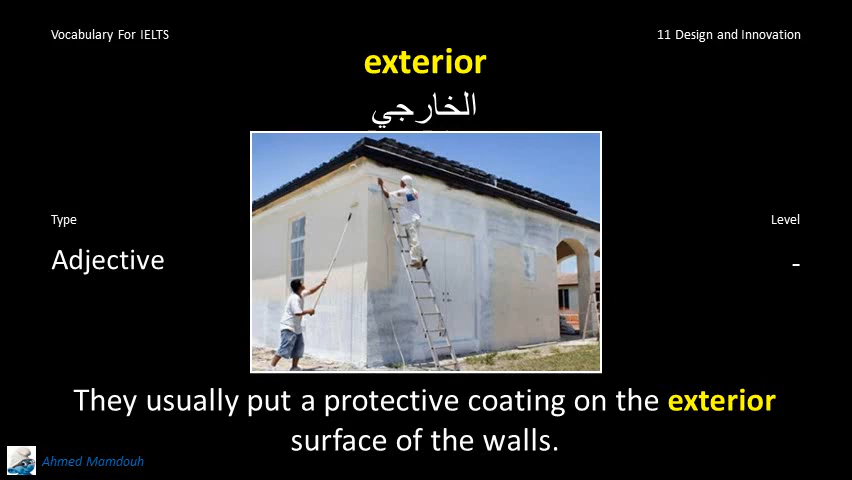 Vocabulary For IELTS
11 Design and Innovation
exterior
الخارجي
Type
Level
Adjective
-
They usually put a protective coating on the exterior
surface of the walls.
Ahmed Mamdouh